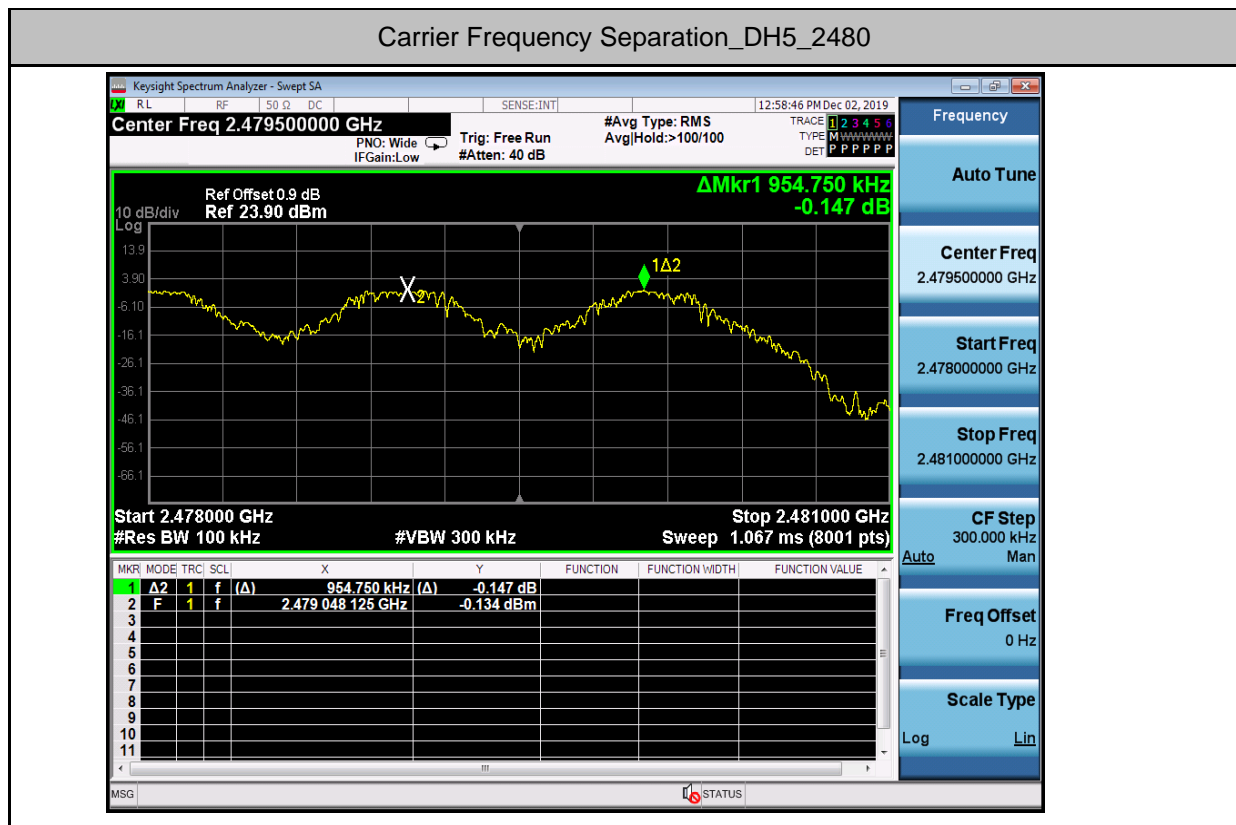 Carrier Frequency Separation_DH5_2480
Keysight Spectrum Analyzer - Swept SA
LXI RL RF 50 Ω DC SENSE:INT 12:58:46 PM Dec 02, 2019
Center Freq 2.479500000 GHz #Avg Type: RMS TRACE 1 2 3 4 5 6
PNO: Wide Trig: Free Run Avg|Hold:>100/100 TYPE M WWWWW
IFGain:Low #Atten: 40 dB DET P P P P P P
Frequency
Auto Tune
Center Freq
2.479500000 GHz
Start Freq
2.478000000 GHz
Stop Freq
2.481000000 GHz
CF Step
300.000 kHz
Auto Man
Freq Offset
0 Hz
Scale Type
Log Lin
ΔMkr1 954.750 kHz
-0.147 dB
Ref Offset 0.9 dB
10 dB/div Ref 23.90 dBm
Log
13.9
3.90
-6.10
-16.1
-26.1
-36.1
-46.1
-56.1
-66.1
X2
1Δ2
Start 2.478000 GHz Stop 2.481000 GHz
#Res BW 100 kHz #VBW 300 kHz Sweep 1.067 ms (8001 pts)
MKR MODE TRC SCL X Y FUNCTION FUNCTION WIDTH FUNCTION VALUE
1 Δ2 1 f (Δ) 954.750 kHz (Δ) -0.147 dB
2 F 1 f 2.479 048 125 GHz -0.134 dBm
3
4
5
6
7
8
9
10
11
MSG STATUS